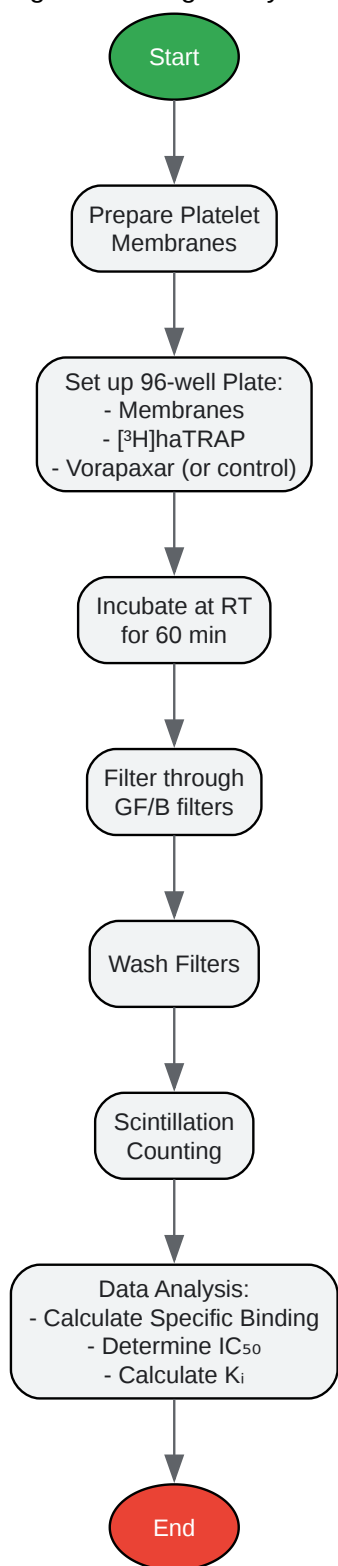 Start
Prepare Platelet
Membranes
Set up 96-well Plate:
- Membranes
- [³H]haTRAP
- Vorapaxar (or control)
Incubate at RT
for 60 min
Filter through
GF/B filters
Wash Filters
Scintillation
Counting
Data Analysis:
- Calculate Specific Binding
- Determine IC₅₀
- Calculate Kᵢ
End